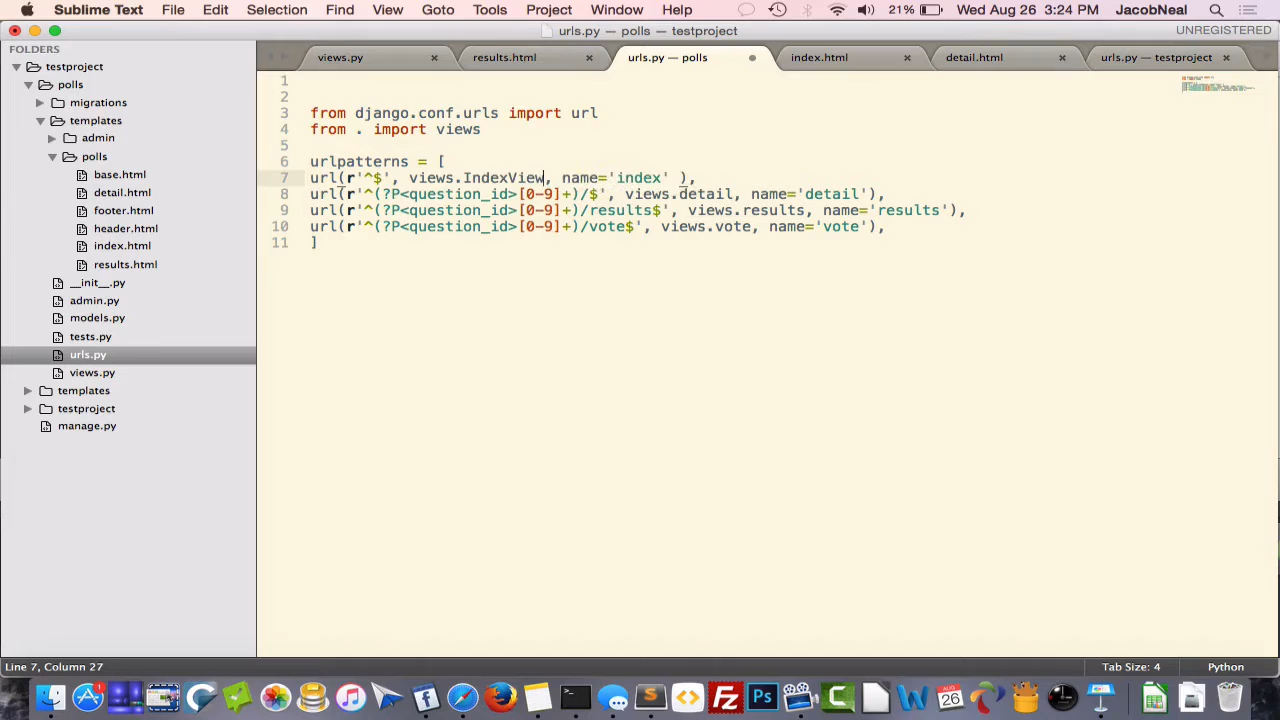 Sublime Text File Edit Selection Find View Goto Tools Project Window Help 21% Wed Aug 26 3:24 PM JacobNeal
urls.py — polls — testproject UNREGISTERED
FOLDERS
testproject
polls
migrations
templates
admin
polls
base.html
detail.html
footer.html
header.html
index.html
results.html
__init__.py
admin.py
models.py
tests.py
urls.py
views.py
templates
testproject
manage.py
views.py results.html urls.py — polls index.html detail.html urls.py — testproject
1
2
3 from django.conf.urls import url
4 from . import views
5
6 urlpatterns = [
7 url(r'^$', views.IndexView, name='index' ),
8 url(r'^(?P<question_id>[0-9]+)/$', views.detail, name='detail'),
9 url(r'^(?P<question_id>[0-9]+)/results$', views.results, name='results'),
10 url(r'^(?P<question_id>[0-9]+)/vote$', views.vote, name='vote'),
11 ]
Line 7, Column 27 Tab Size: 4 Python